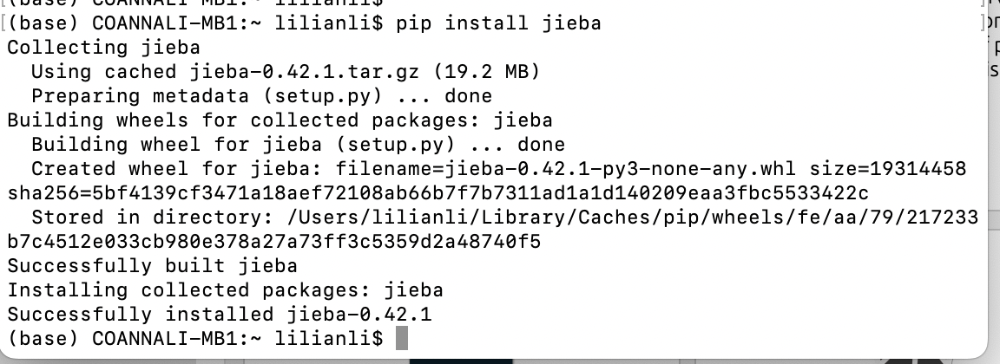 (base) COANNALI-MB1:~ lilianli$
[(base) COANNALI-MB1:~ lilianli$ pip install jieba ]
Collecting jieba
  Using cached jieba-0.42.1.tar.gz (19.2 MB)
  Preparing metadata (setup.py) ... done
Building wheels for collected packages: jieba
  Building wheel for jieba (setup.py) ... done
  Created wheel for jieba: filename=jieba-0.42.1-py3-none-any.whl size=19314458
sha256=5bf4139cf3471a18aef72108ab66b7f7b7311ad1a1d140209eaa3fbc5533422c
  Stored in directory: /Users/lilianli/Library/Caches/pip/wheels/fe/aa/79/217233
b7c4512e033cb980e378a27a73ff3c5359d2a48740f5
Successfully built jieba
Installing collected packages: jieba
Successfully installed jieba-0.42.1
(base) COANNALI-MB1:~ lilianli$